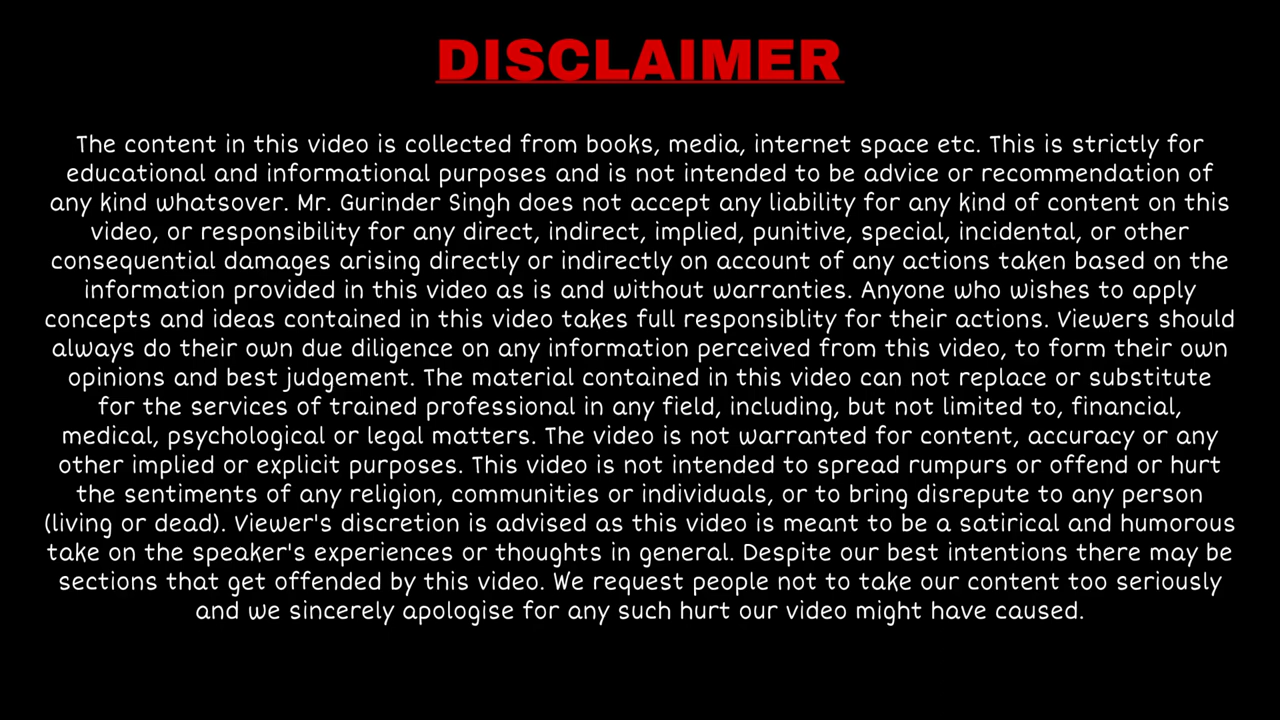 DISCLAIMER
The content in this video is collected from books, media, internet space etc. This is strictly for
educational and informational purposes and is not intended to be advice or recommendation of
any kind whatsover. Mr. Gurinder Singh does not accept any liability for any kind of content on this
video, or responsibility for any direct, indirect, implied, punitive, special, incidental, or other
consequential damages arising directly or indirectly on account of any actions taken based on the
information provided in this video as is and without warranties. Anyone who wishes to apply
concepts and ideas contained in this video takes full responsiblity for their actions. Viewers should
always do their own due diligence on any information perceived from this video, to form their own
opinions and best judgement. The material contained in this video can not replace or substitute
for the services of trained professional in any field, including, but not limited to, financial,
medical, psychological or legal matters. The video is not warranted for content, accuracy or any
other implied or explicit purposes. This video is not intended to spread rumpurs or offend or hurt
the sentiments of any religion, communities or individuals, or to bring disrepute to any person
(living or dead). Viewer's discretion is advised as this video is meant to be a satirical and humorous
take on the speaker's experiences or thoughts in general. Despite our best intentions there may be
sections that get offended by this video. We request people not to take our content too seriously
and we sincerely apologise for any such hurt our video might have caused.